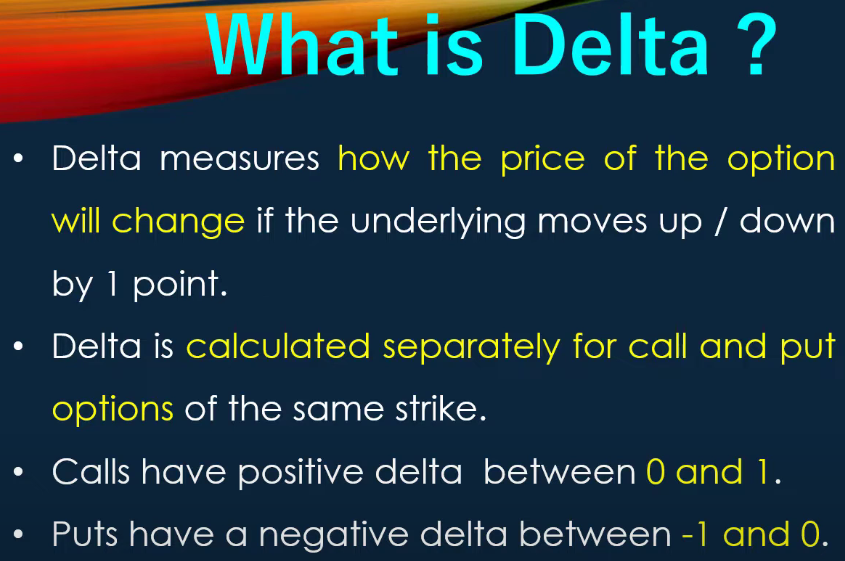 What is Delta ?
• Delta measures how the price of the option
will change if the underlying moves up / down
by 1 point.
• Delta is calculated separately for call and put
options of the same strike.
• Calls have positive delta between 0 and 1.
• Puts have a negative delta between -1 and 0.